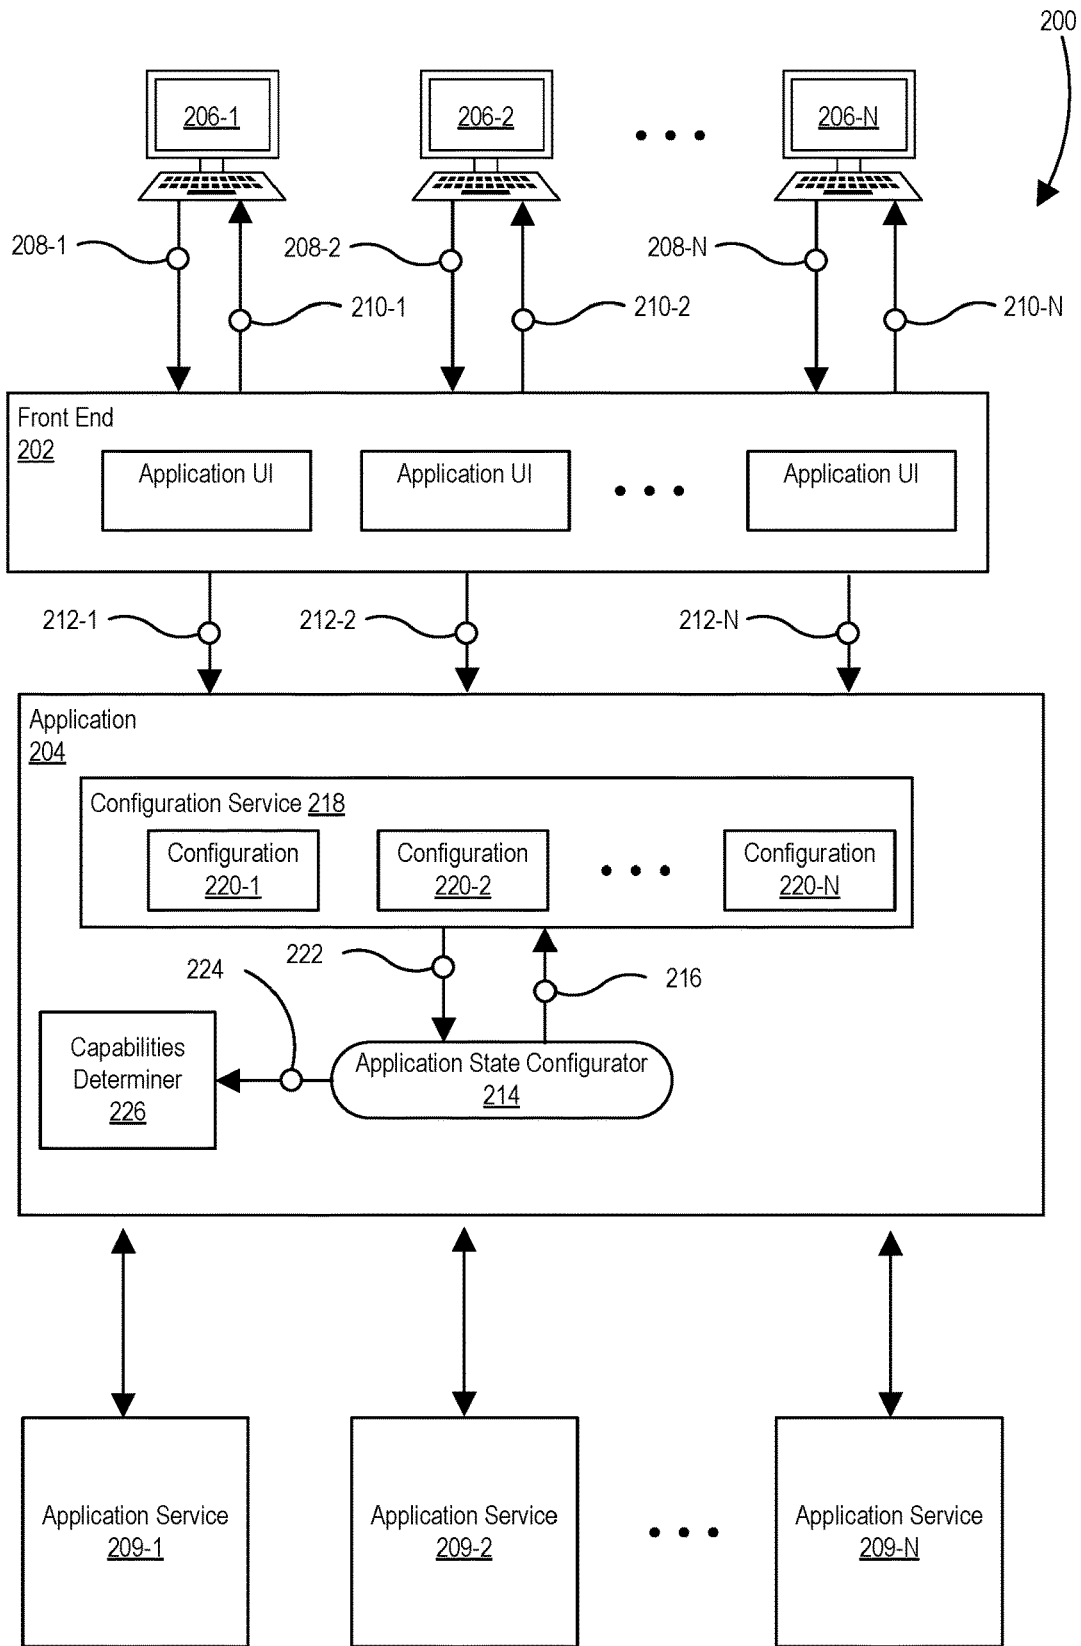 200
206-1
206-2
206-N
208-1
208-2
208-N
210-1
210-2
210-N
Front End
202
Application UI
Application UI
Application UI
212-1
212-2
212-N
Application
204
Configuration Service 218
Configuration
220-1
Configuration
220-2
Configuration
220-N
222
224
216
Capabilities
Determiner
226
Application State Configurator
214
Application Service
209-1
Application Service
209-2
Application Service
209-N